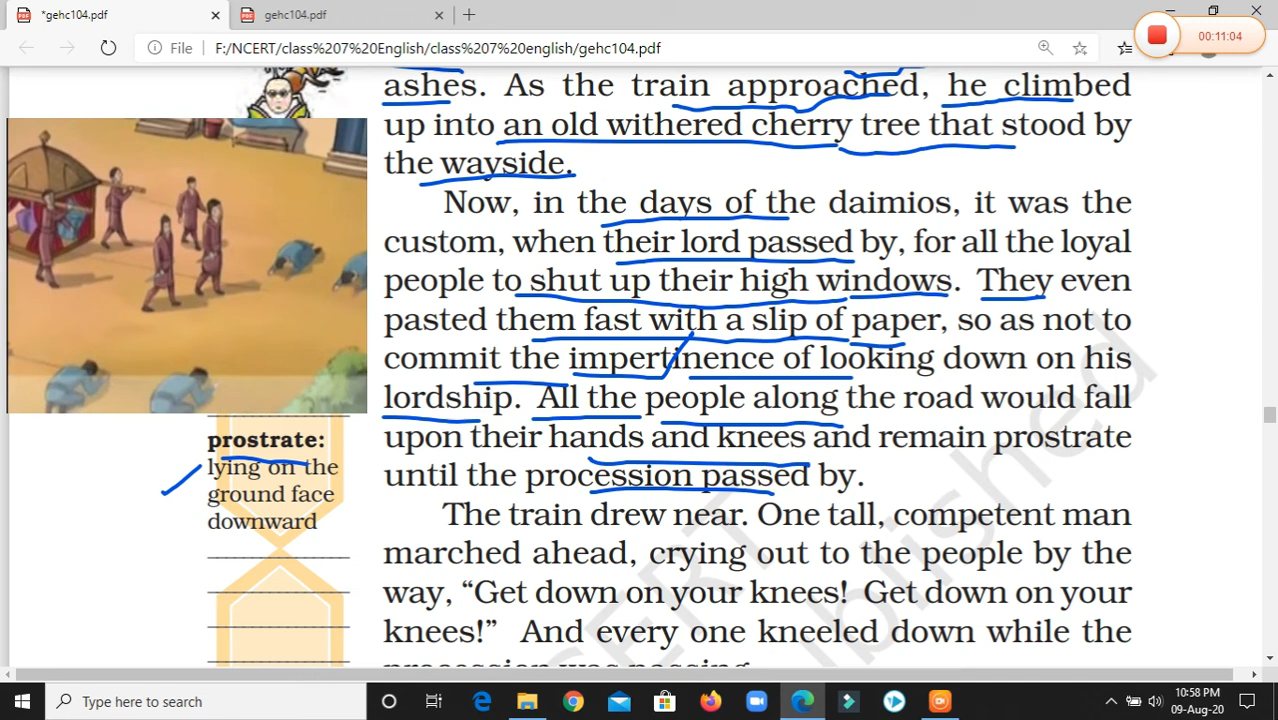 *gehc104.pdf
gehc104.pdf
00:11:04
File
F:/NCERT/class%207%20English/class%207%20english/gehc104.pdf
ashes. As the train approached, he climbed
up into an old withered cherry tree that stood by
the wayside.
Now, in the days of the daimios, it was the
custom, when their lord passed by, for all the loyal
people to shut up their high windows. They even
pasted them fast with a slip of paper, so as not to
commit the impertinence of looking down on his
lordship. All the people along the road would fall
upon their hands and knees and remain prostrate
until the procession passed by.
prostrate:
lying on the
ground face
downward
The train drew near. One tall, competent man
marched ahead, crying out to the people by the
way, “Get down on your knees! Get down on your
knees!” And every one kneeled down while the
procession was passing.
Type here to search
10:58 PM
09-Aug-20